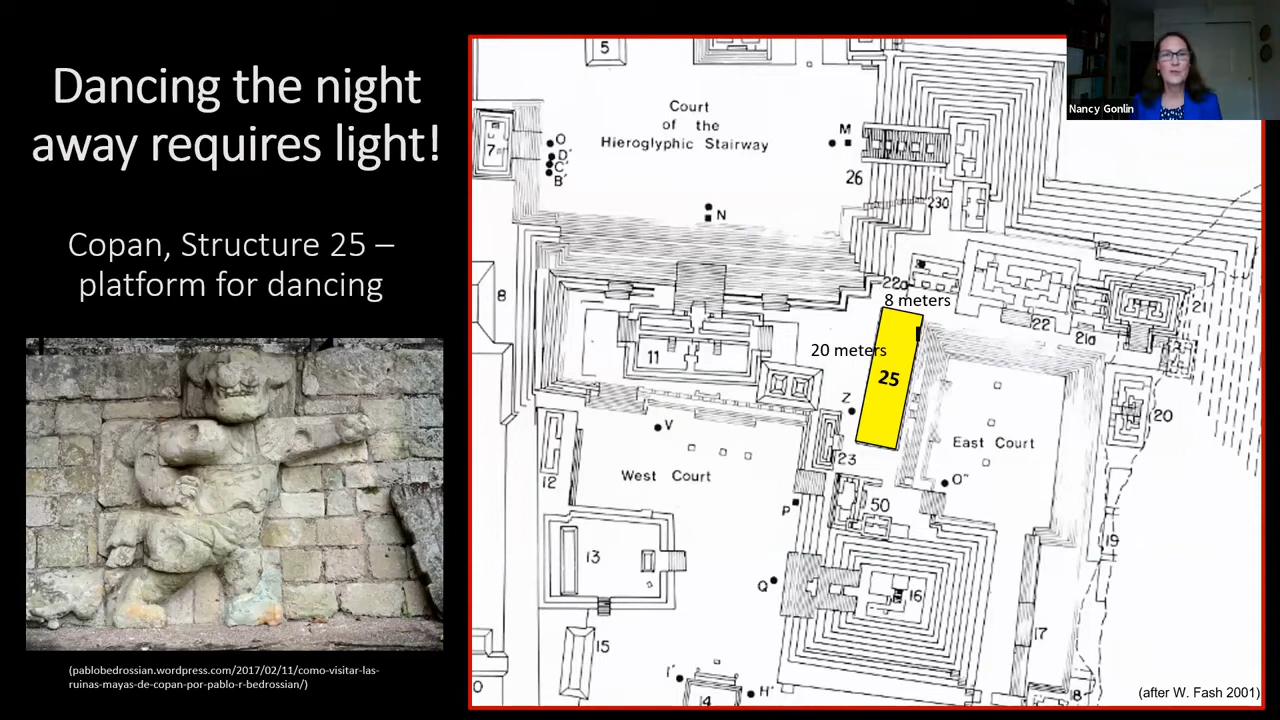 Dancing the night
away requires light!
Copan, Structure 25 –
platform for dancing
(pablobedrossian.wordpress.com/2017/02/11/como-visitar-las-
ruinas-mayas-de-copan-por-pablo-r-bedrossian/)
Nancy Gonlin
5
Court
of the
Hieroglyphic Stairway
7
O
D'
C'
B'
M
26
N
230
22a
8 meters
8
21
22
21a
20 meters
11
25
Z
20
V
East Court
23
West Court
12
O"
P
50
19
13
Q
16
17
15
I'
14
H'
18
(after W. Fash 2001)